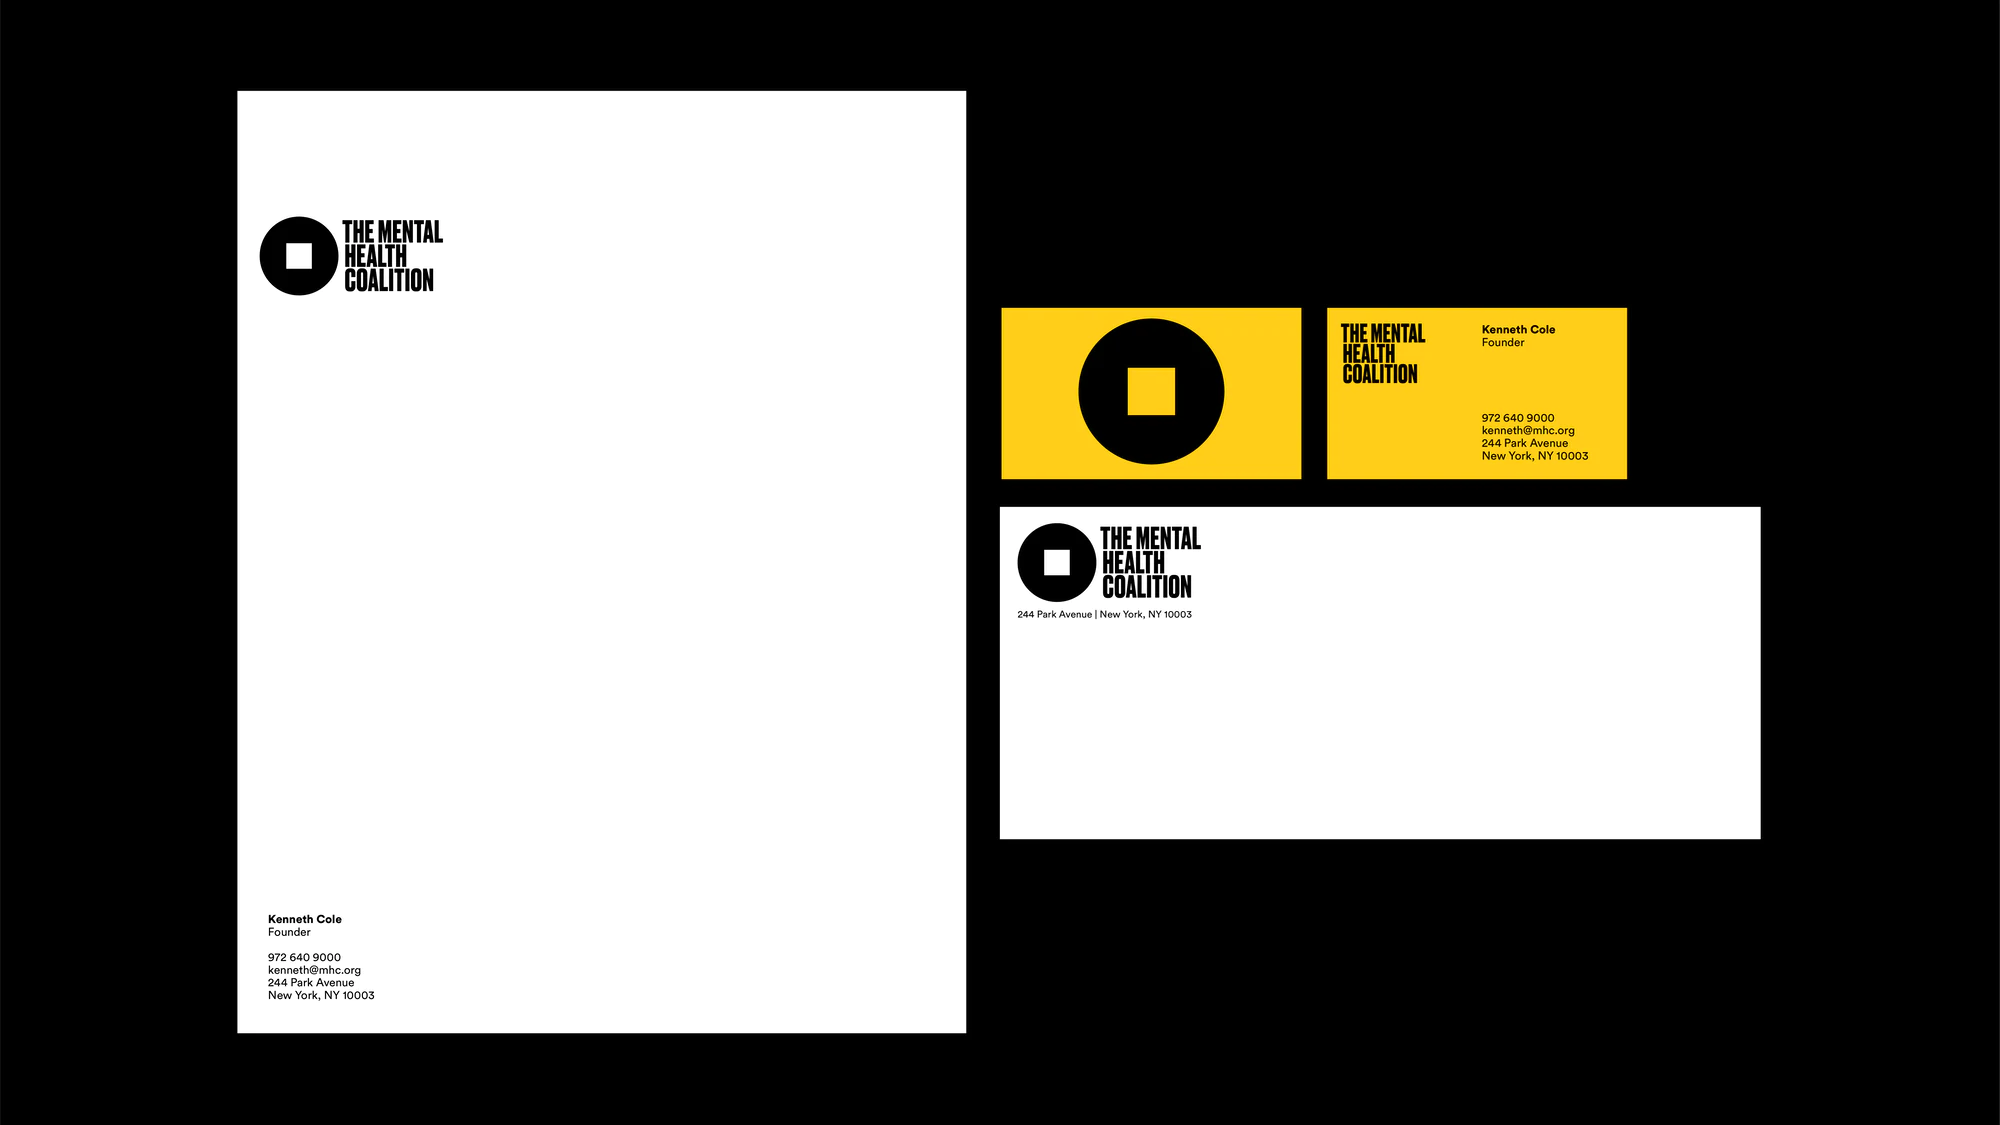 THE MENTAL
HEALTH
COALITION
Kenneth Cole
Founder
972 640 9000
kenneth@mhc.org
244 Park Avenue
New York, NY 10003
THE MENTAL
HEALTH
COALITION
Kenneth Cole
Founder
972 640 9000
kenneth@mhc.org
244 Park Avenue
New York, NY 10003
THE MENTAL
HEALTH
COALITION
244 Park Avenue | New York, NY 10003